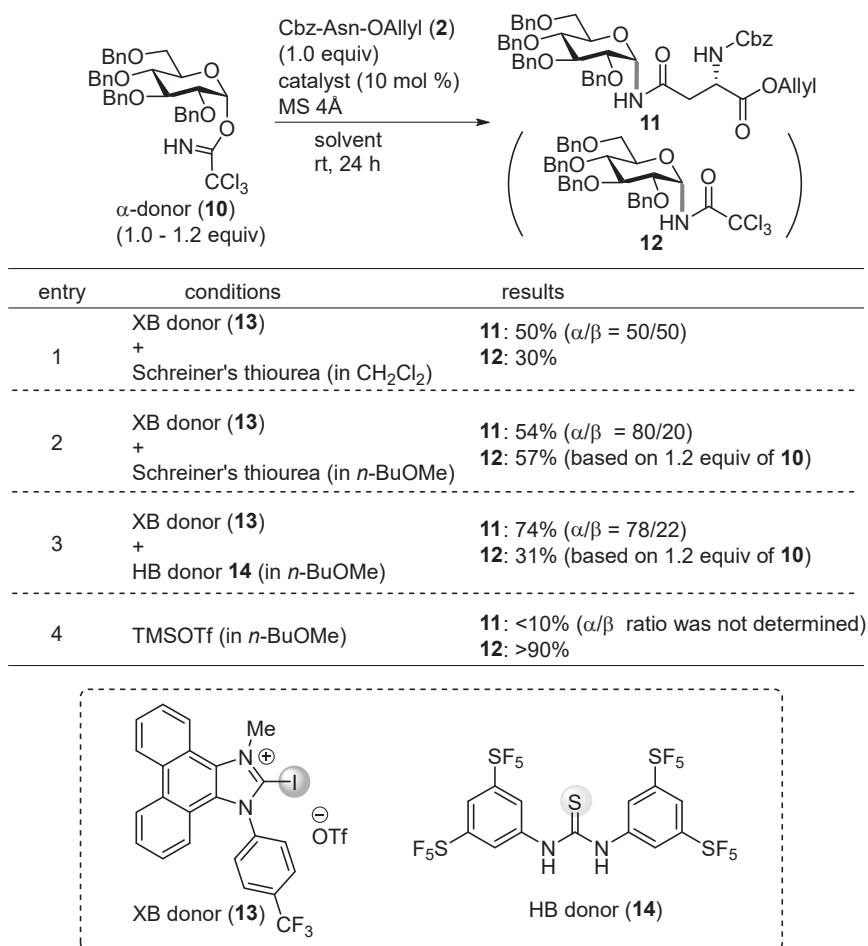 BnO
BnO
BnO
BnO
O
O
HN
CCl3
α-donor (10)
(1.0 - 1.2 equiv)
Cbz-Asn-OAllyl (2)
(1.0 equiv)
catalyst (10 mol %)
MS 4Å
solvent
rt, 24 h
BnO
BnO
BnO
BnO
O
HN
O
HN
Cbz
OAllyl
O
11
BnO
BnO
BnO
BnO
O
HN
O
CCl3
12
entry conditions results
1
XB donor (13)
+
Schreiner's thiourea (in CH2Cl2)
11: 50% (α/β = 50/50)
12: 30%
2
XB donor (13)
+
Schreiner's thiourea (in n-BuOMe)
11: 54% (α/β = 80/20)
12: 57% (based on 1.2 equiv of 10)
3
XB donor (13)
+
HB donor 14 (in n-BuOMe)
11: 74% (α/β = 78/22)
12: 31% (based on 1.2 equiv of 10)
4
TMSOTf (in n-BuOMe)
11: <10% (α/β ratio was not determined)
12: >90%
Me
N
+
I
N
−
OTf
CF3
XB donor (13)
SF5
SF5
S
F5S
N
H
N
H
SF5
HB donor (14)